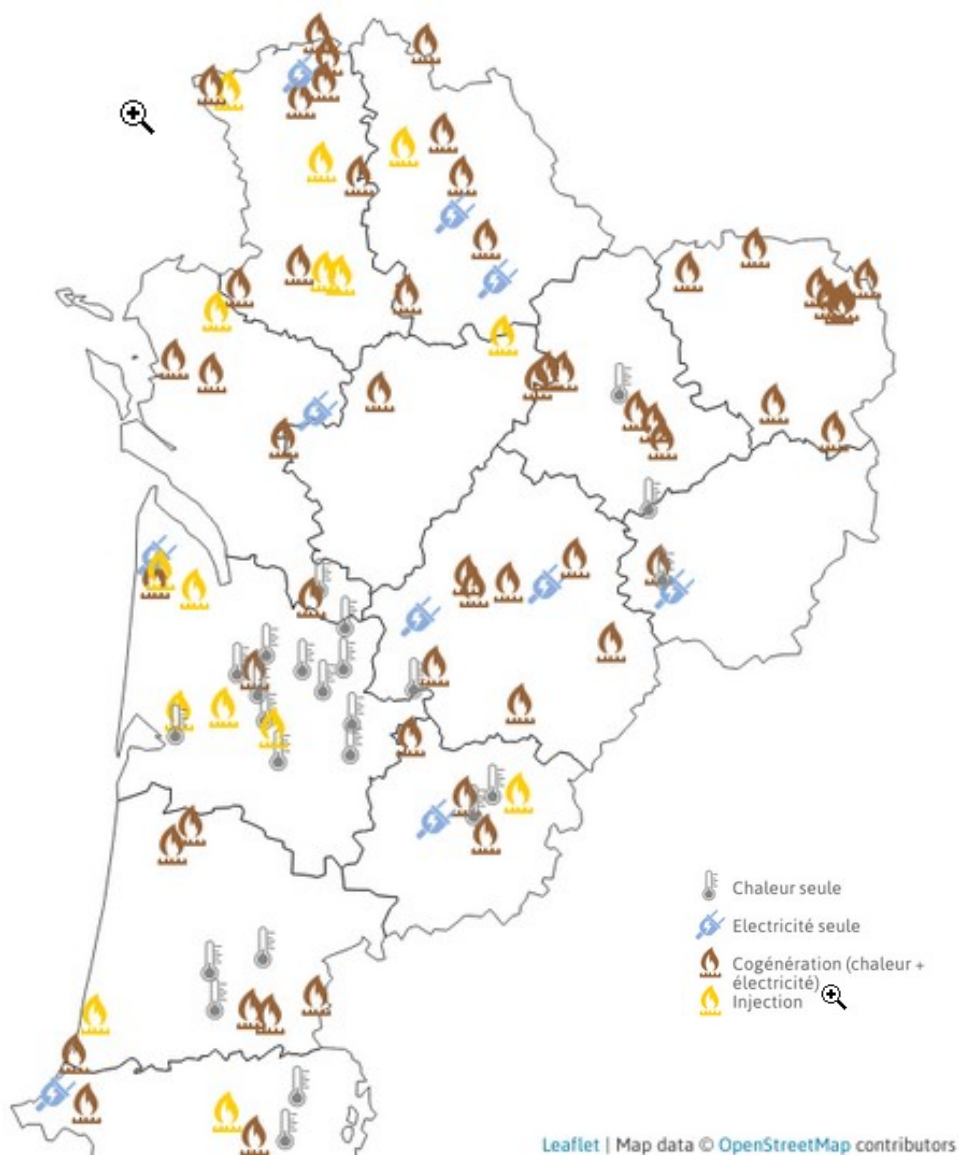 Chaleur seule
Electricité seule
Cogénération (chaleur +
électricité)
Injection
Leaflet | Map data © OpenStreetMap contributors